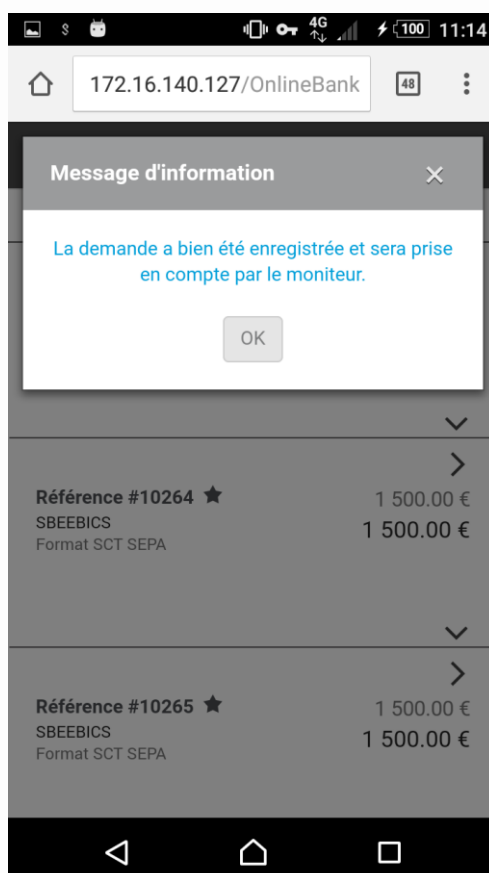 4G 100 11:14
172.16.140.127/OnlineBank 48
Message d'information
La demande a bien été enregistrée et sera prise
en compte par le moniteur.
OK
Référence #10264 1 500.00 €
SBEEBICS 1 500.00 €
Format SCT SEPA
Référence #10265 1 500.00 €
SBEEBICS 1 500.00 €
Format SCT SEPA